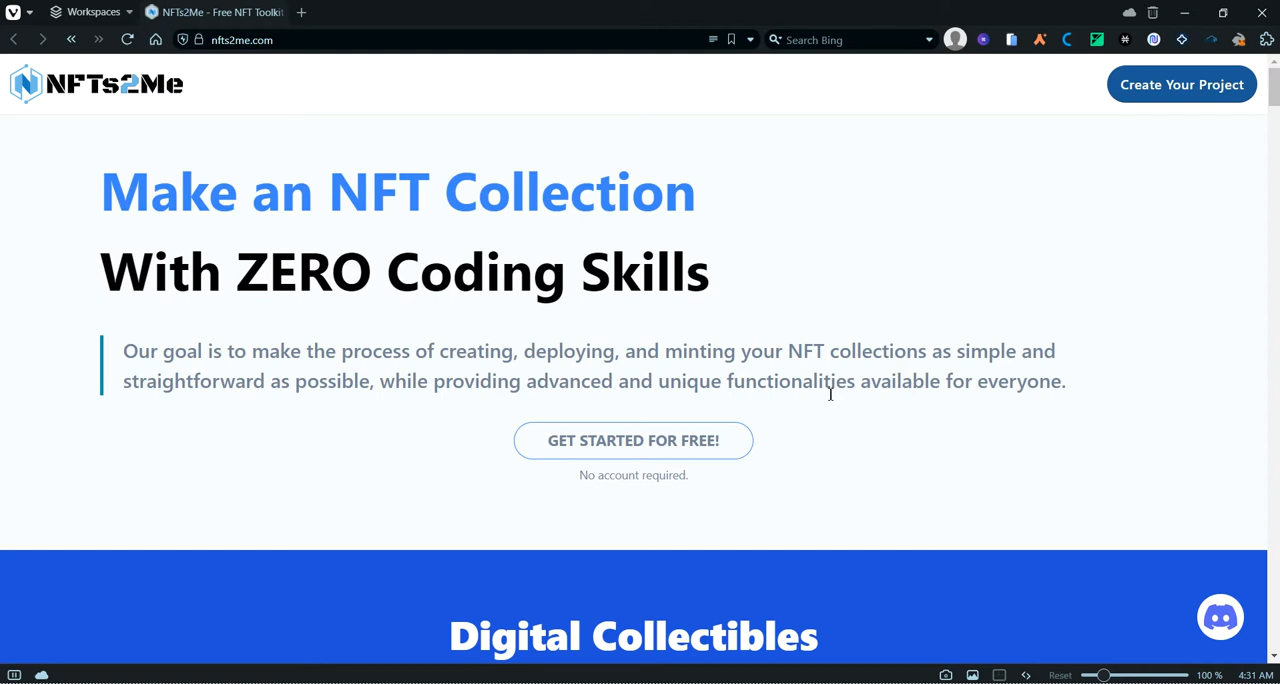 Workspaces
NFTs2Me - Free NFT Toolkit
nfts2me.com
Search Bing
NFTs2Me
Create Your Project
Make an NFT Collection
With ZERO Coding Skills
Our goal is to make the process of creating, deploying, and minting your NFT collections as simple and
straightforward as possible, while providing advanced and unique functionalities available for everyone.
GET STARTED FOR FREE!
No account required.
Digital Collectibles
Reset
100 %
4:31 AM